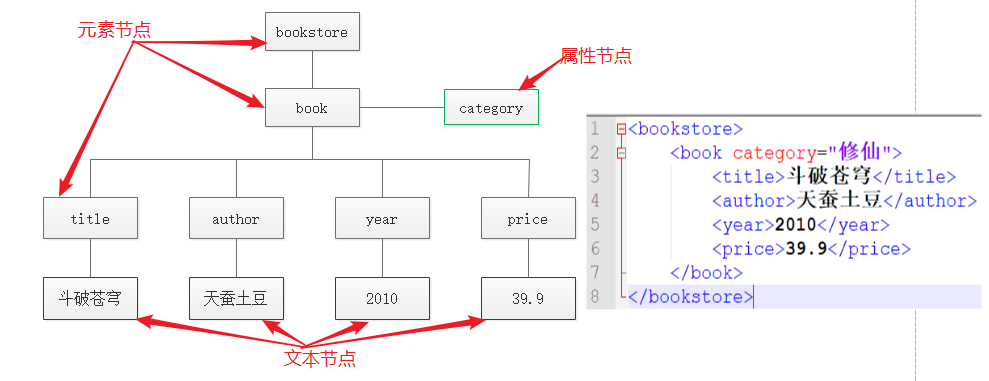 元素节点
bookstore
属性节点
book
category
title
author
year
price
斗破苍穹
天蚕土豆
2010
39.9
文本节点
1 <bookstore>
2 <book category="修仙">
3 <title>斗破苍穹</title>
4 <author>天蚕土豆</author>
5 <year>2010</year>
6 <price>39.9</price>
7 </book>
8 </bookstore>